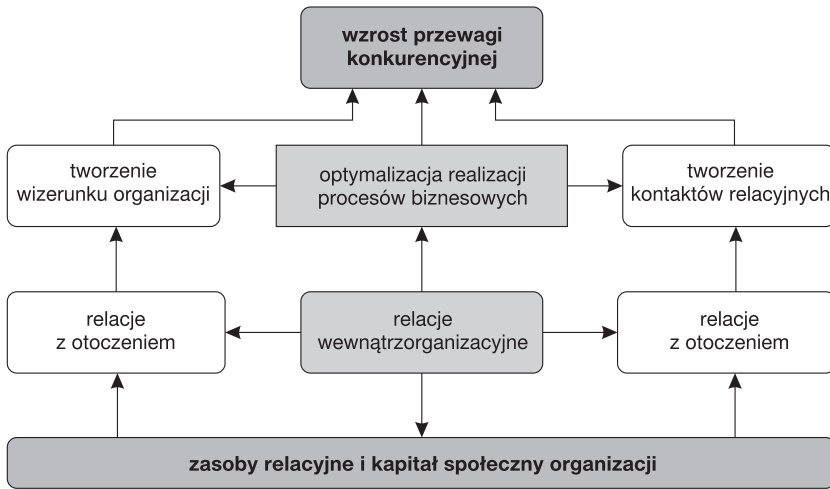 wzrost przewagi
konkurencyjnej
tworzenie
wizerunku organizacji
optymalizacja realizacji
procesów biznesowych
tworzenie
kontaktów relacyjnych
relacje
z otoczeniem
relacje
wewnątrzorganizacyjne
relacje
z otoczeniem
zasoby relacyjne i kapitał społeczny organizacji